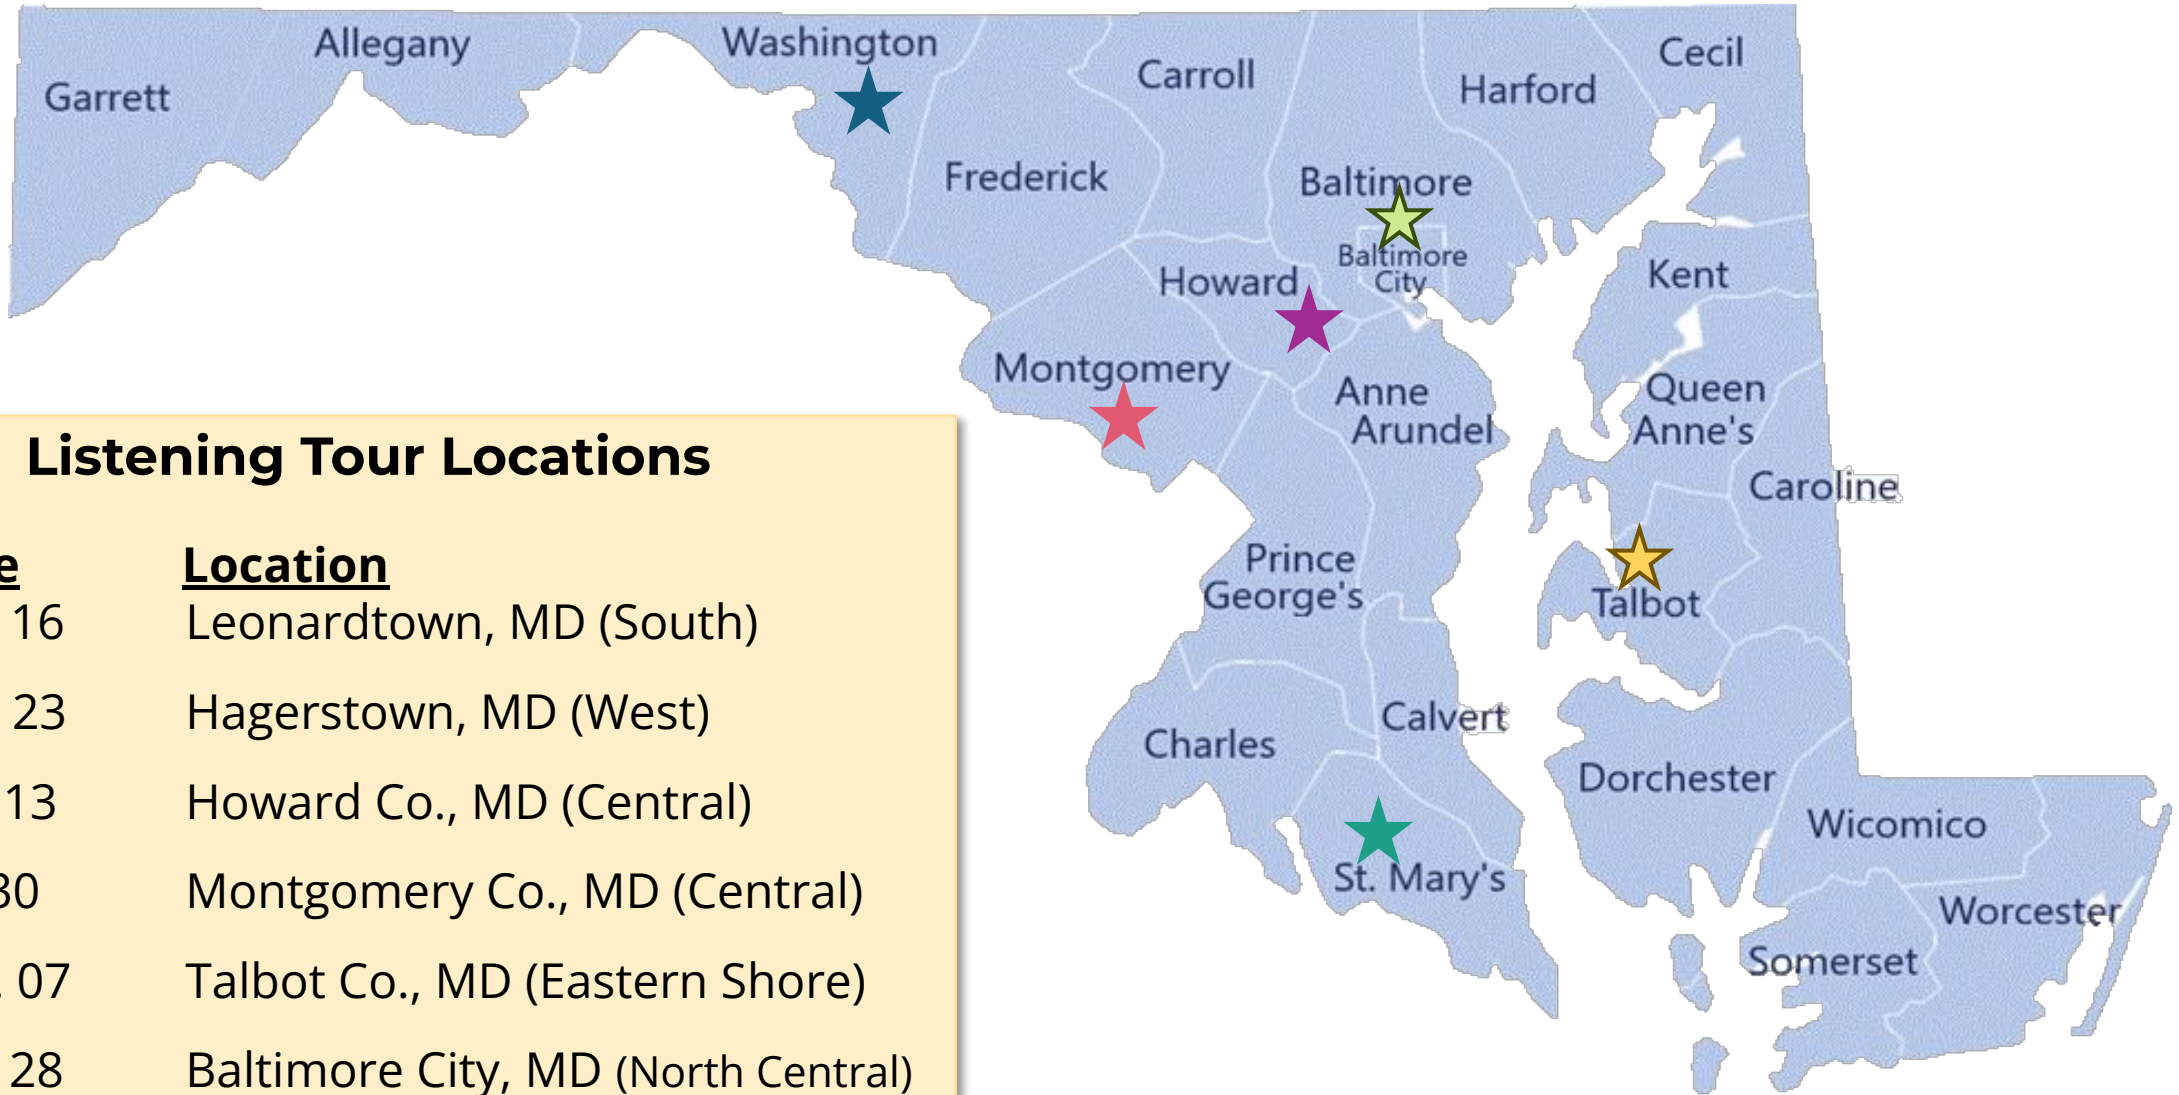 Garrett
Allegany
Washington
Frederick
Carroll
Harford
Cecil
Baltimore
Baltimore
City
Howard
Kent
Montgomery
Anne
Arundel
Queen
Anne's
Caroline
Prince
George's
Talbot
Charles
Calvert
Dorchester
St. Mary's
Wicomico
Worcester
Somerset
Listening Tour Locations
e Location
16 Leonardtown, MD (South)
23 Hagerstown, MD (West)
13 Howard Co., MD (Central)
30 Montgomery Co., MD (Central)
. 07 Talbot Co., MD (Eastern Shore)
28 Baltimore City, MD (North Central)